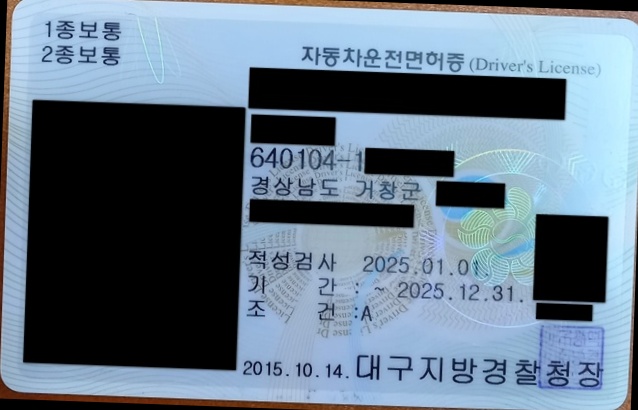 1종보통
2종보통
자동차운전면허증(Driver's License)
640104-1
경상남도 거창군
적성검사 2025.01.01.
기 간 : ~ 2025.12.31.
조 건 :A
2015.10.14. 대구지방경찰청장